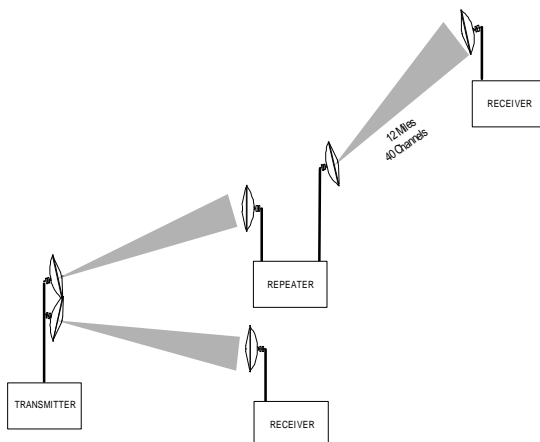 RECEIVER
12 Miles
40 Channels
REPEATER
TRANSMITTER
RECEIVER